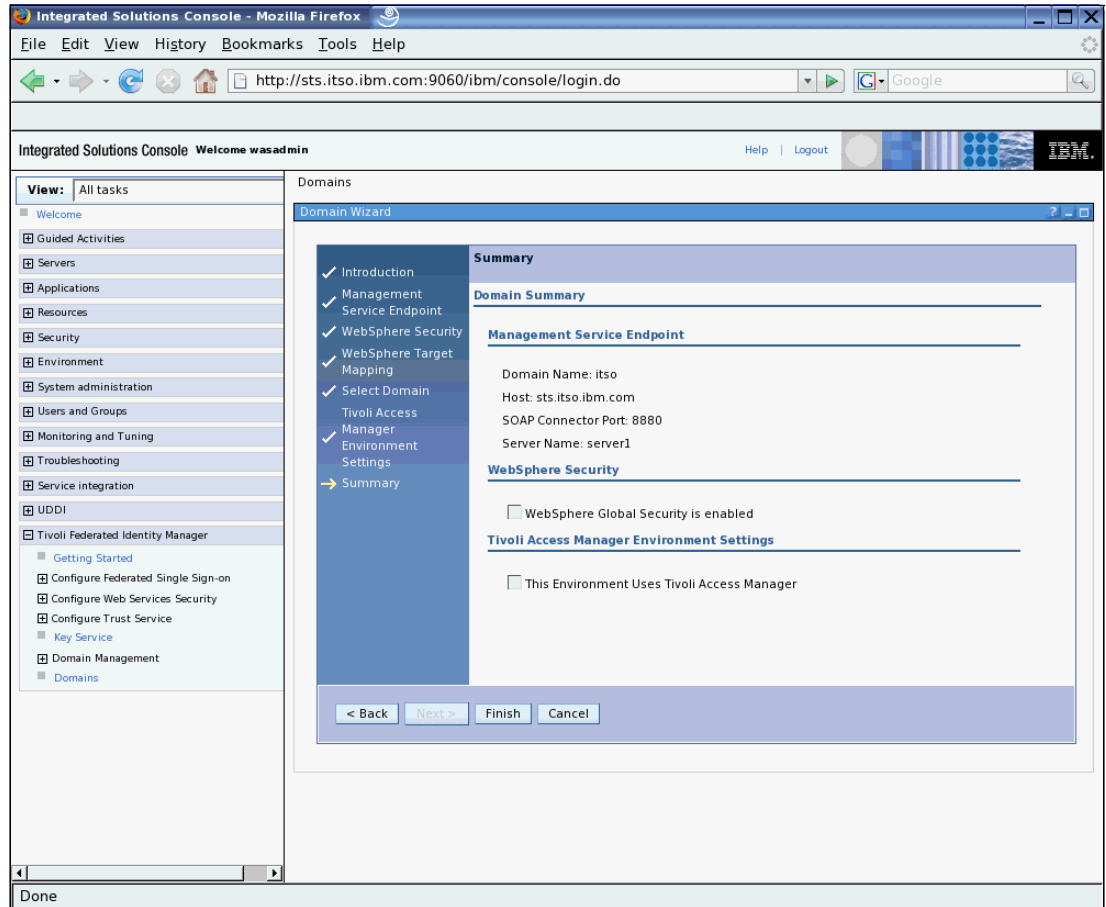 Integrated Solutions Console - Mozilla Firefox
File Edit View History Bookmarks Tools Help
http://sts.itso.ibm.com:9060/ibm/console/login.do
G Google
Integrated Solutions Console Welcome wasadmin
Help | Logout
IBM.
View: All tasks
Welcome
Guided Activities
Servers
Applications
Resources
Security
Environment
System administration
Users and Groups
Monitoring and Tuning
Troubleshooting
Service integration
UDDI
Tivoli Federated Identity Manager
Getting Started
Configure Federated Single Sign-on
Configure Web Services Security
Configure Trust Service
Key Service
Domain Management
Domains
Domains
Domain Wizard
?
Introduction
Management
Service Endpoint
WebSphere Security
WebSphere Target
Mapping
Select Domain
Tivoli Access
Manager
Environment
Settings
Summary
Summary
Domain Summary
Management Service Endpoint
Domain Name: itso
Host: sts.itso.ibm.com
SOAP Connector Port: 8880
Server Name: server1
WebSphere Security
WebSphere Global Security is enabled
Tivoli Access Manager Environment Settings
This Environment Uses Tivoli Access Manager
< Back Next > Finish Cancel
Done